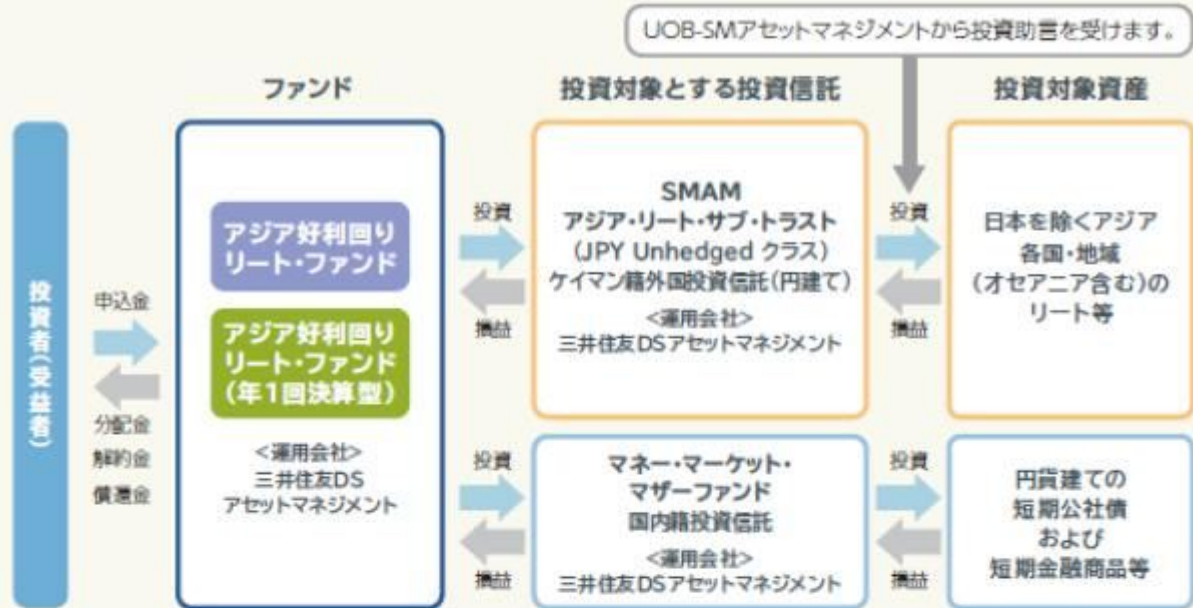 UOB-SMアセットマネジメントから投資助言を受けます。
ファンド
投資対象とする投資信託
投資対象資産
投資者(受益者)
申込金
分配金
解約金
償還金
アジア好利回り
リート・ファンド
アジア好利回り
リート・ファンド
(年1回決算型)
<運用会社>
三井住友DS
アセットマネジメント
投資
損益
SMAM
アジア・リート・サブ・トラスト
(JPY Unhedged クラス)
ケイマン籍外国投資信託(円建て)
<運用会社>
三井住友DSアセットマネジメント
投資
損益
日本を除くアジア
各国・地域
(オセアニア含む)の
リート等
投資
損益
マネー・マーケット・
マザーファンド
国内籍投資信託
<運用会社>
三井住友DSアセットマネジメント
投資
損益
円貨建ての
短期公社債
および
短期金融商品等